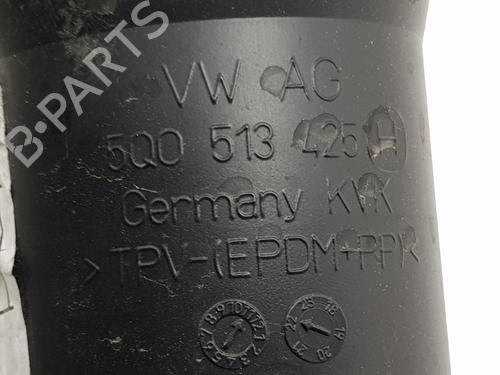 B-PARTS
VW AG
5Q0 513 425 H
Germany KVK
>TPV-(EPDM+PP)<